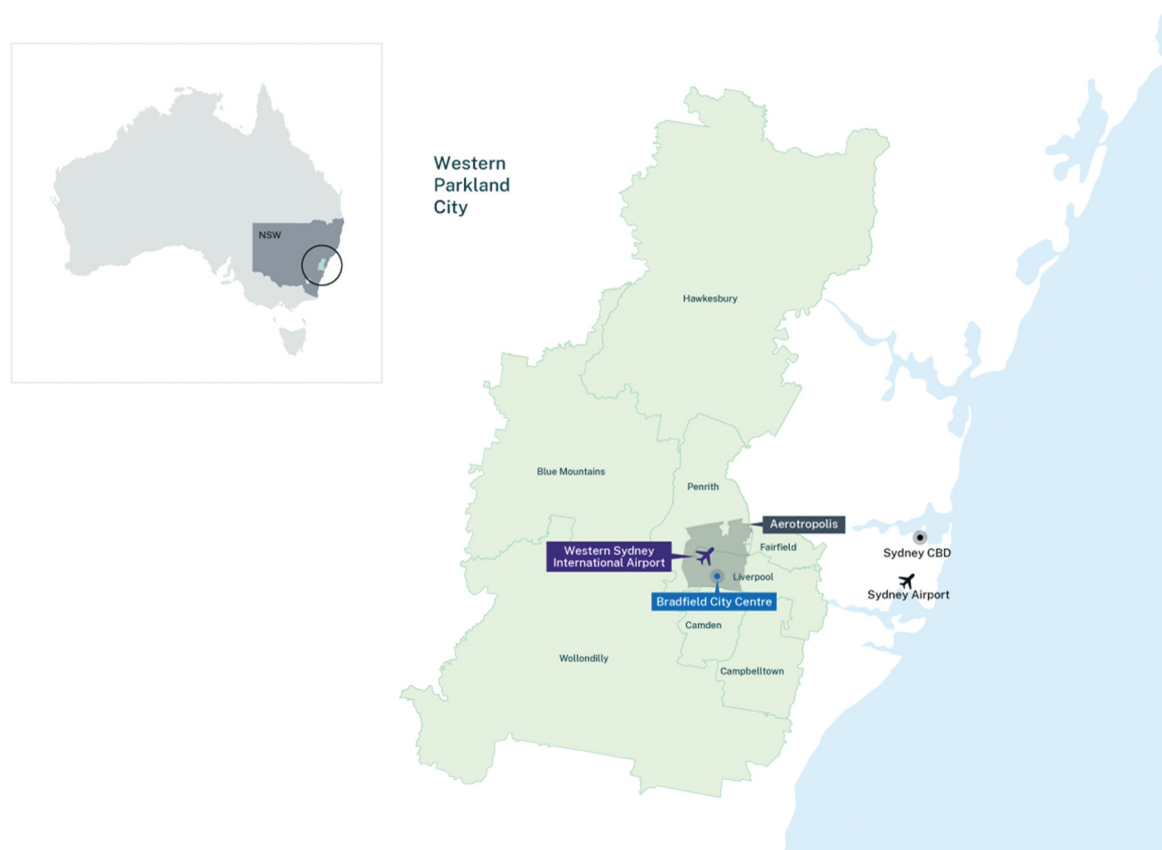 NSW
Western
Parkland
City
Hawkesbury
Blue Mountains
Penrith
Aerotropolis
Sydney CBD
Fairfield
Western Sydney
International Airport
Liverpool
Sydney Airport
Bradfield City Centre
Camden
Wollondilly
Campbelltown